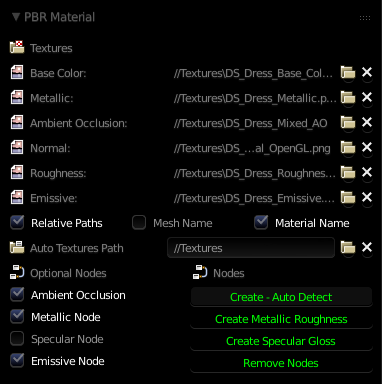 PBR Material
Textures
Base Color: //Textures\DS_Dress_Base_Col...
Metallic: //Textures\DS_Dress_Metallic.p...
Ambient Occlusion: //Textures\DS_Dress_Mixed_AO
Normal: //Textures\DS_...al_OpenGL.png
Roughness: //Textures\DS_Dress_Roughnes...
Emissive: //Textures\DS_Dress_Emissive....
Relative Paths Mesh Name Material Name
Auto Textures Path //Textures
Optional Nodes Nodes
Ambient Occlusion Create - Auto Detect
Metallic Node Create Metallic Roughness
Specular Node Create Specular Gloss
Emissive Node Remove Nodes